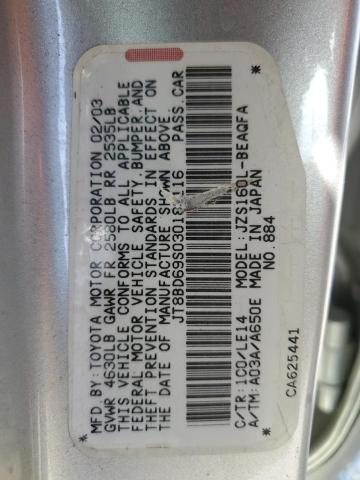 MFD BY: TOYOTA MOTOR CORPORATION 02/03
GVWR 4630LB GAWR FR 2500LB RR 2535LB
THIS VEHICLE CONFORMS TO ALL APPLICABLE
FEDERAL MOTOR VEHICLE SAFETY, BUMPER, AND
THEFT PREVENTION STANDARDS IN EFFECT ON
THE DATE OF MANUFACTURE SHOWN ABOVE.
PASS. CAR
* *
C/TR: 1C0/LE14 MODEL: JZS160L-BEAQFA
A/TM: A03A/A650E MADE IN JAPAN
NO. 884
CA625441